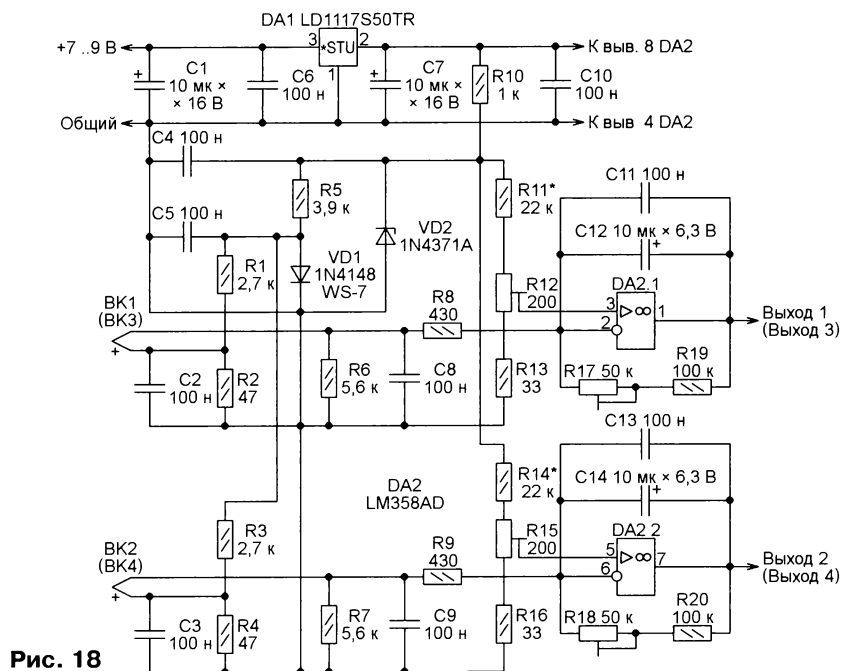 DA1 LD1117S50TR
+7 ..9 В
3
*STU
2
1
К выв. 8 DA2
C1
10 мк ×
× 16 В
C6
100 н
C7
10 мк ×
× 16 В
R10
1 к
C10
100 н
+
+
Общий
К выв 4 DA2
C4 100 н
C5 100 н
R5
3,9 к
VD2
1N4371A
R11*
22 к
C11 100 н
C12 10 мк × 6,3 В
+
R1
2,7 к
VD1
1N4148
WS-7
R12
200
DA2.1
3
▷ ∞
2
1
Выход 1
(Выход 3)
BK1
(BK3)
+
R8
430
C2
100 н
R2
47
R6
5,6 к
C8
100 н
R13
33
R17 50 к
R19
100 к
C13 100 н
R14*
22 к
C14 10 мк × 6,3 В
+
DA2
LM358AD
R3
2,7 к
R15
200
DA2 2
5
▷ ∞
6
7
Выход 2
(Выход 4)
BK2
(BK4)
+
R9
430
C3
100 н
R4
47
R7
5,6 к
C9
100 н
R16
33
R18 50 к
R20
100 к
Рис. 18